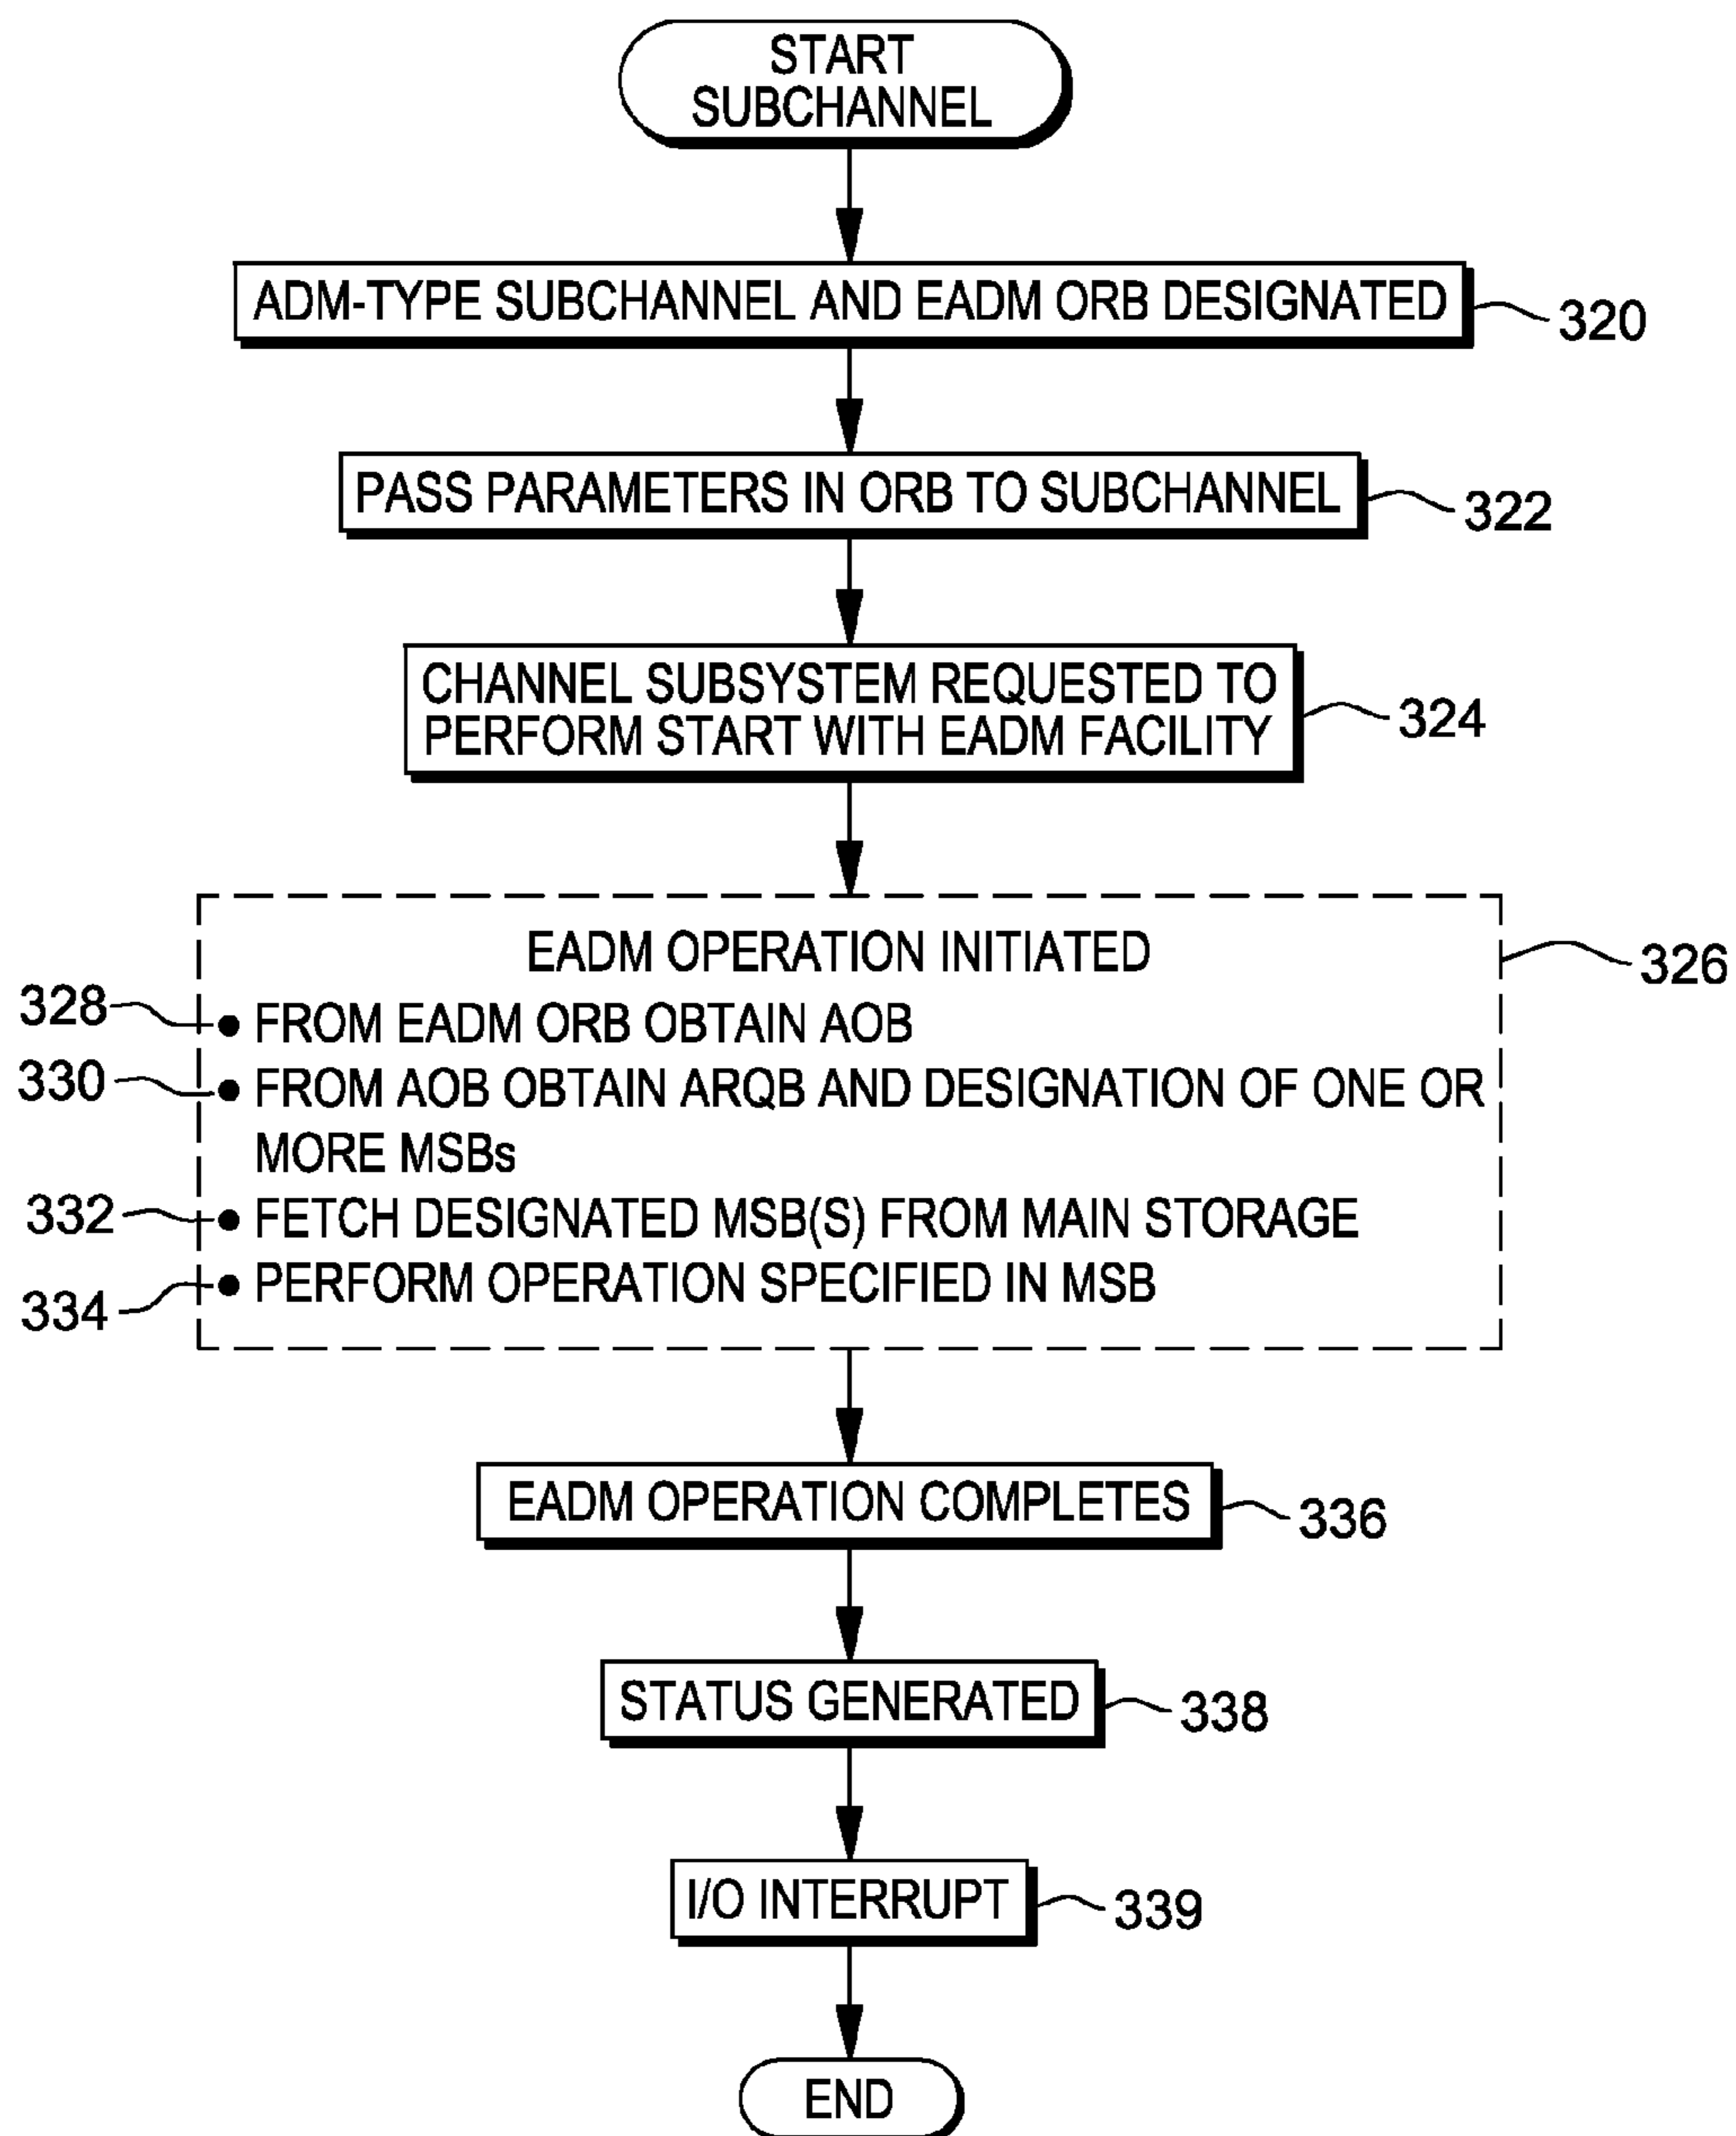 START
SUBCHANNEL
ADM-TYPE SUBCHANNEL AND EADM ORB DESIGNATED
320
PASS PARAMETERS IN ORB TO SUBCHANNEL
322
CHANNEL SUBSYSTEM REQUESTED TO
PERFORM START WITH EADM FACILITY
324
EADM OPERATION INITIATED
326
328
● FROM EADM ORB OBTAIN AOB
330
● FROM AOB OBTAIN ARQB AND DESIGNATION OF ONE OR
MORE MSBs
332
● FETCH DESIGNATED MSB(S) FROM MAIN STORAGE
334
● PERFORM OPERATION SPECIFIED IN MSB
EADM OPERATION COMPLETES
336
STATUS GENERATED
338
I/O INTERRUPT
339
END